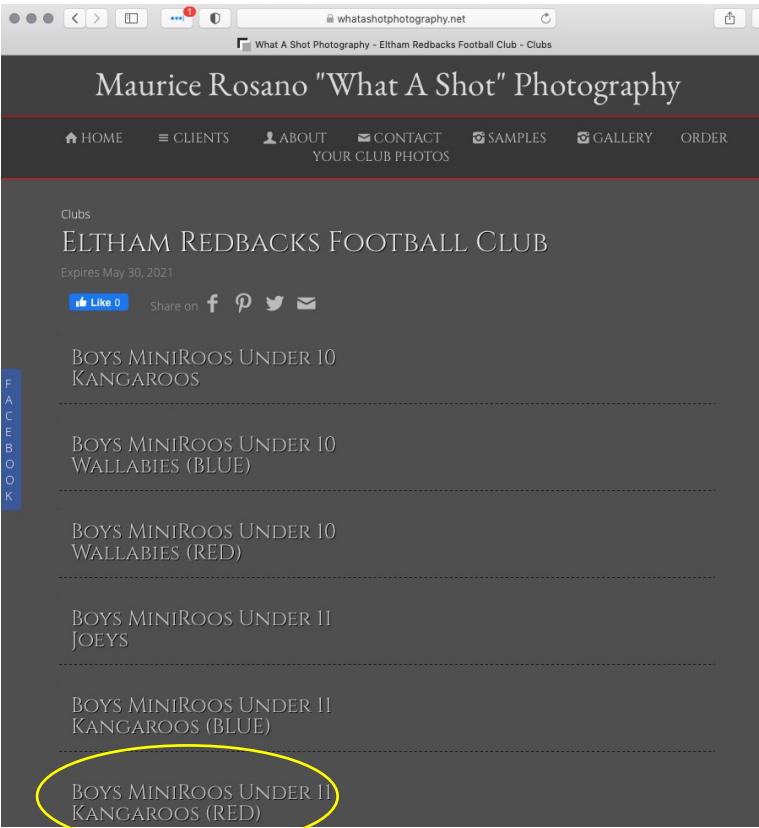 whatashotphotography.net
What A Shot Photography - Eltham Redbacks Football Club - Clubs
Maurice Rosano "What A Shot" Photography
HOME CLIENTS ABOUT CONTACT SAMPLES GALLERY ORDER
YOUR CLUB PHOTOS
Clubs
Eltham Redbacks Football Club
Expires May 30, 2021
Like 0 Share on
Boys MiniRoos Under 10
Kangaroos
Boys MiniRoos Under 10
Wallabies (BLUE)
Boys MiniRoos Under 10
Wallabies (RED)
Boys MiniRoos Under 11
Joeys
Boys MiniRoos Under 11
Kangaroos (BLUE)
Boys MiniRoos Under 11
Kangaroos (RED)
FACEBOOK